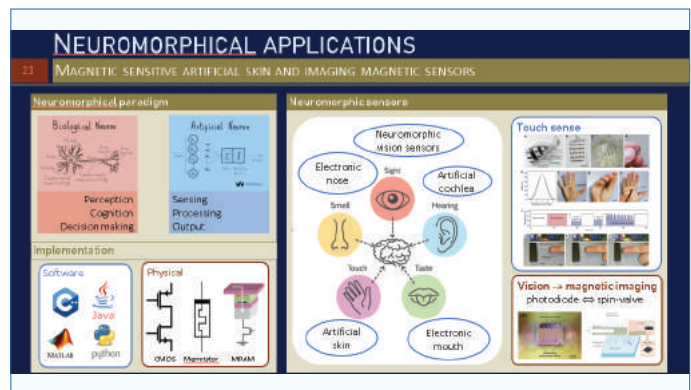 NEUROMORPHICAL APPLICATIONS
23
MAGNETIC SENSITIVE ARTIFICIAL SKIN AND IMAGING MAGNETIC SENSORS
Neuromorphical paradigm
Biological Neuron
Artificial Neuron
Perception
Cognition
Decision making
Sensing
Processing
Output
Implementation
Software
C++
Java
MATLAB
python
Physical
CMOS
Memristor
MRAM
Neuromorphic sensors
Neuromorphic
vision sensors
Electronic
nose
Sight
Artificial
cochlea
Smell
Hearing
Touch
Taste
Artificial
skin
Electronic
mouth
Touch sense
Vision → magnetic imaging
photodiode ⇔ spin-valve